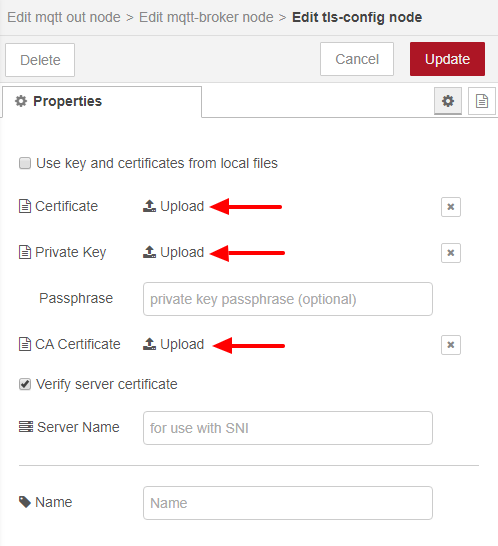 Edit mqtt out node > Edit mqtt-broker node > Edit tls-config node
Delete Cancel Update
Properties
Use key and certificates from local files
Certificate Upload
Private Key Upload
Passphrase private key passphrase (optional)
CA Certificate Upload
Verify server certificate
Server Name for use with SNI
Name Name